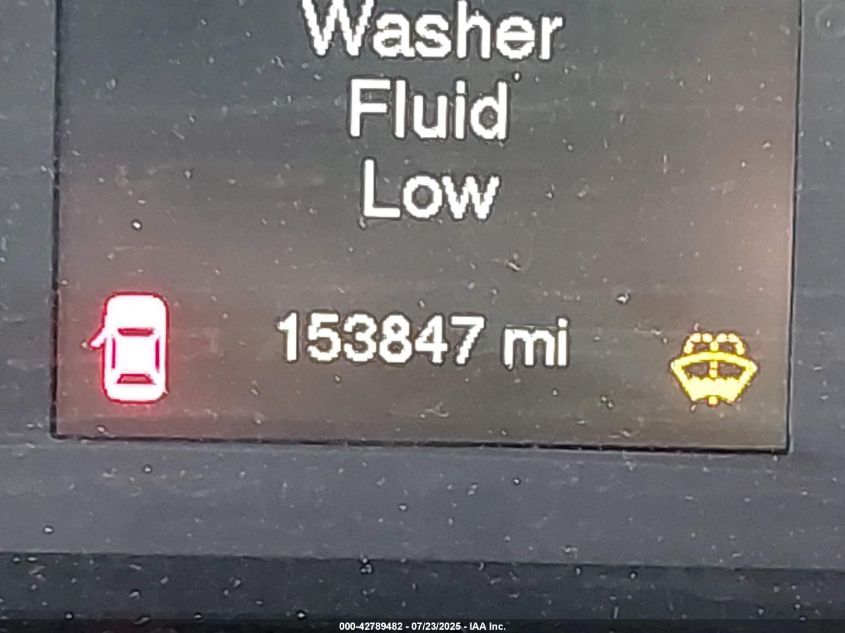 Washer
Fluid
Low
153847 mi
000-42789482 - 07/23/2025 - IAA Inc.